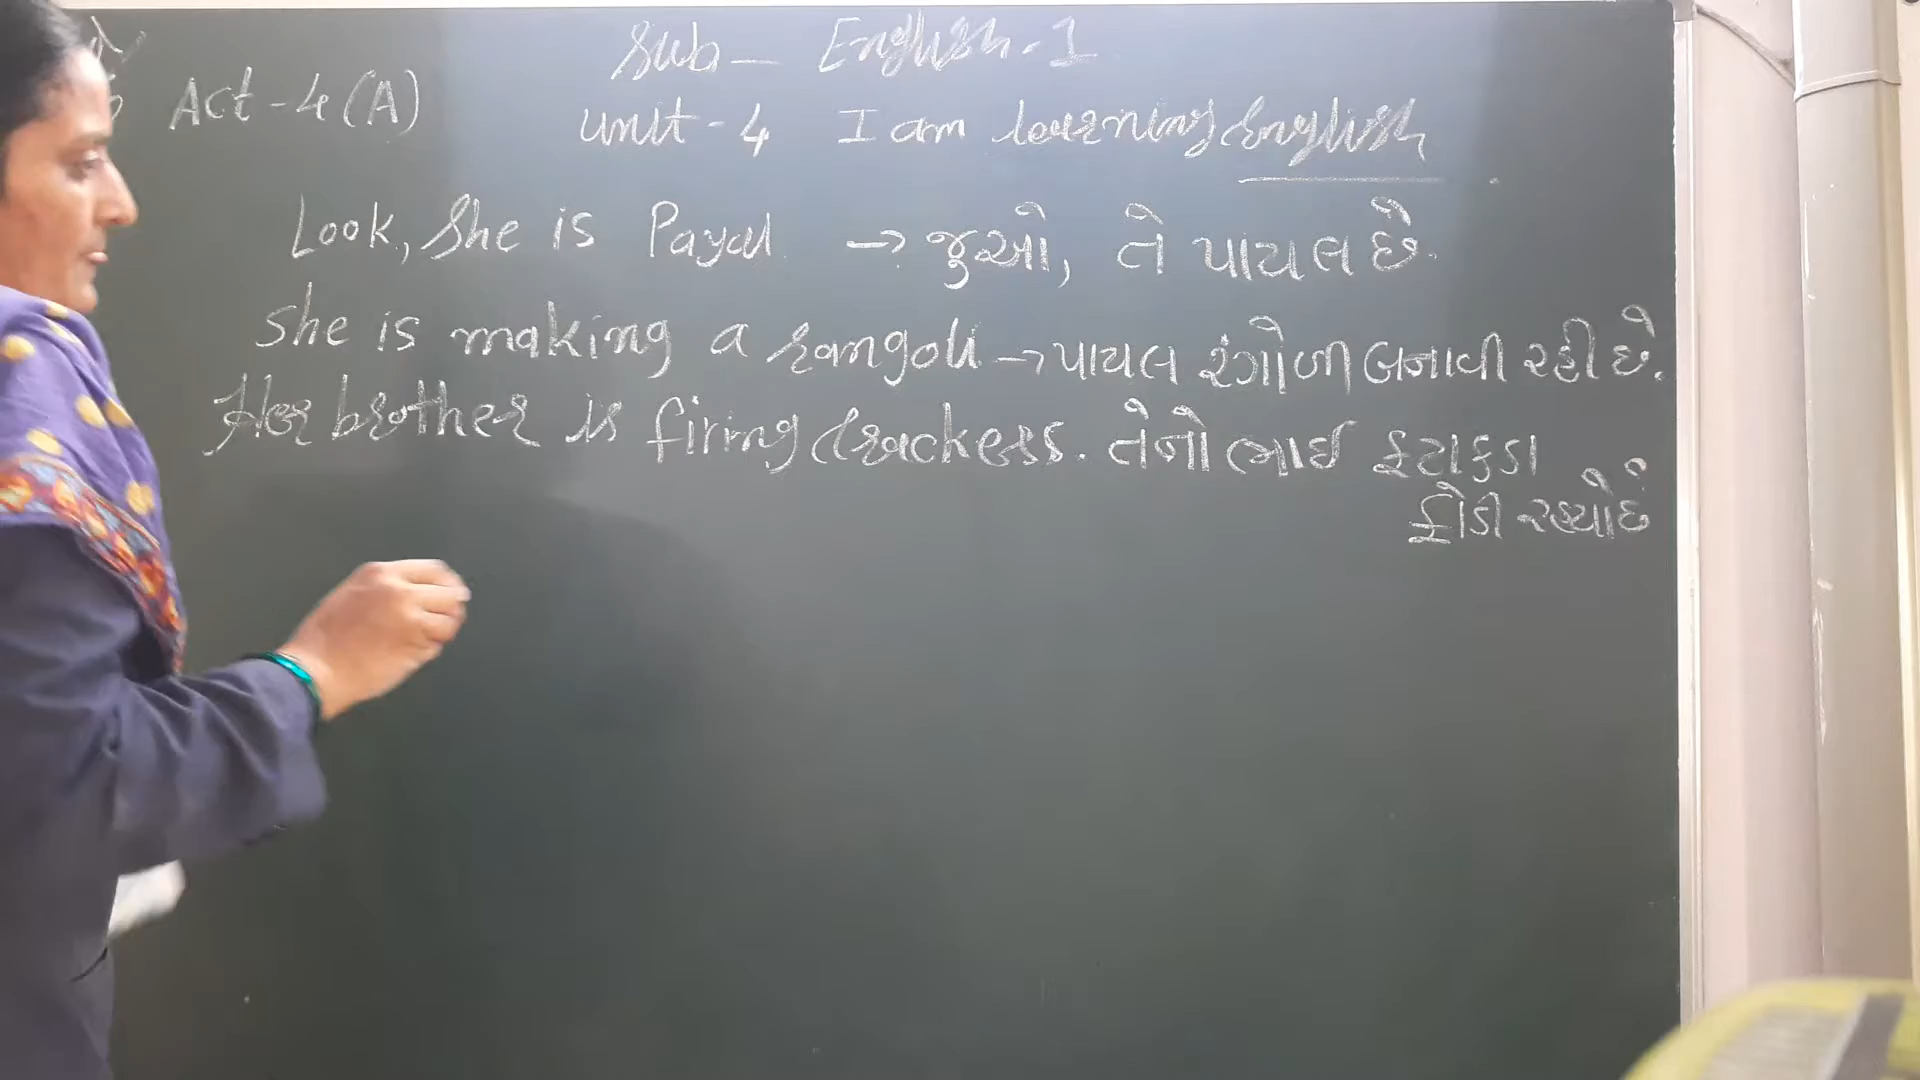 Sub - English-1
Act-4(A)
Unit-4 I am learning English
Look, She is Payal → જુઓ, તે પાયલ છે.
She is making a rangoli → પાયલ રંગોળી બનાવી રહી છે.
Her brother is firing crackers. તેનો ભાઈ ફટાકડા
ફોડી રહ્યો છે